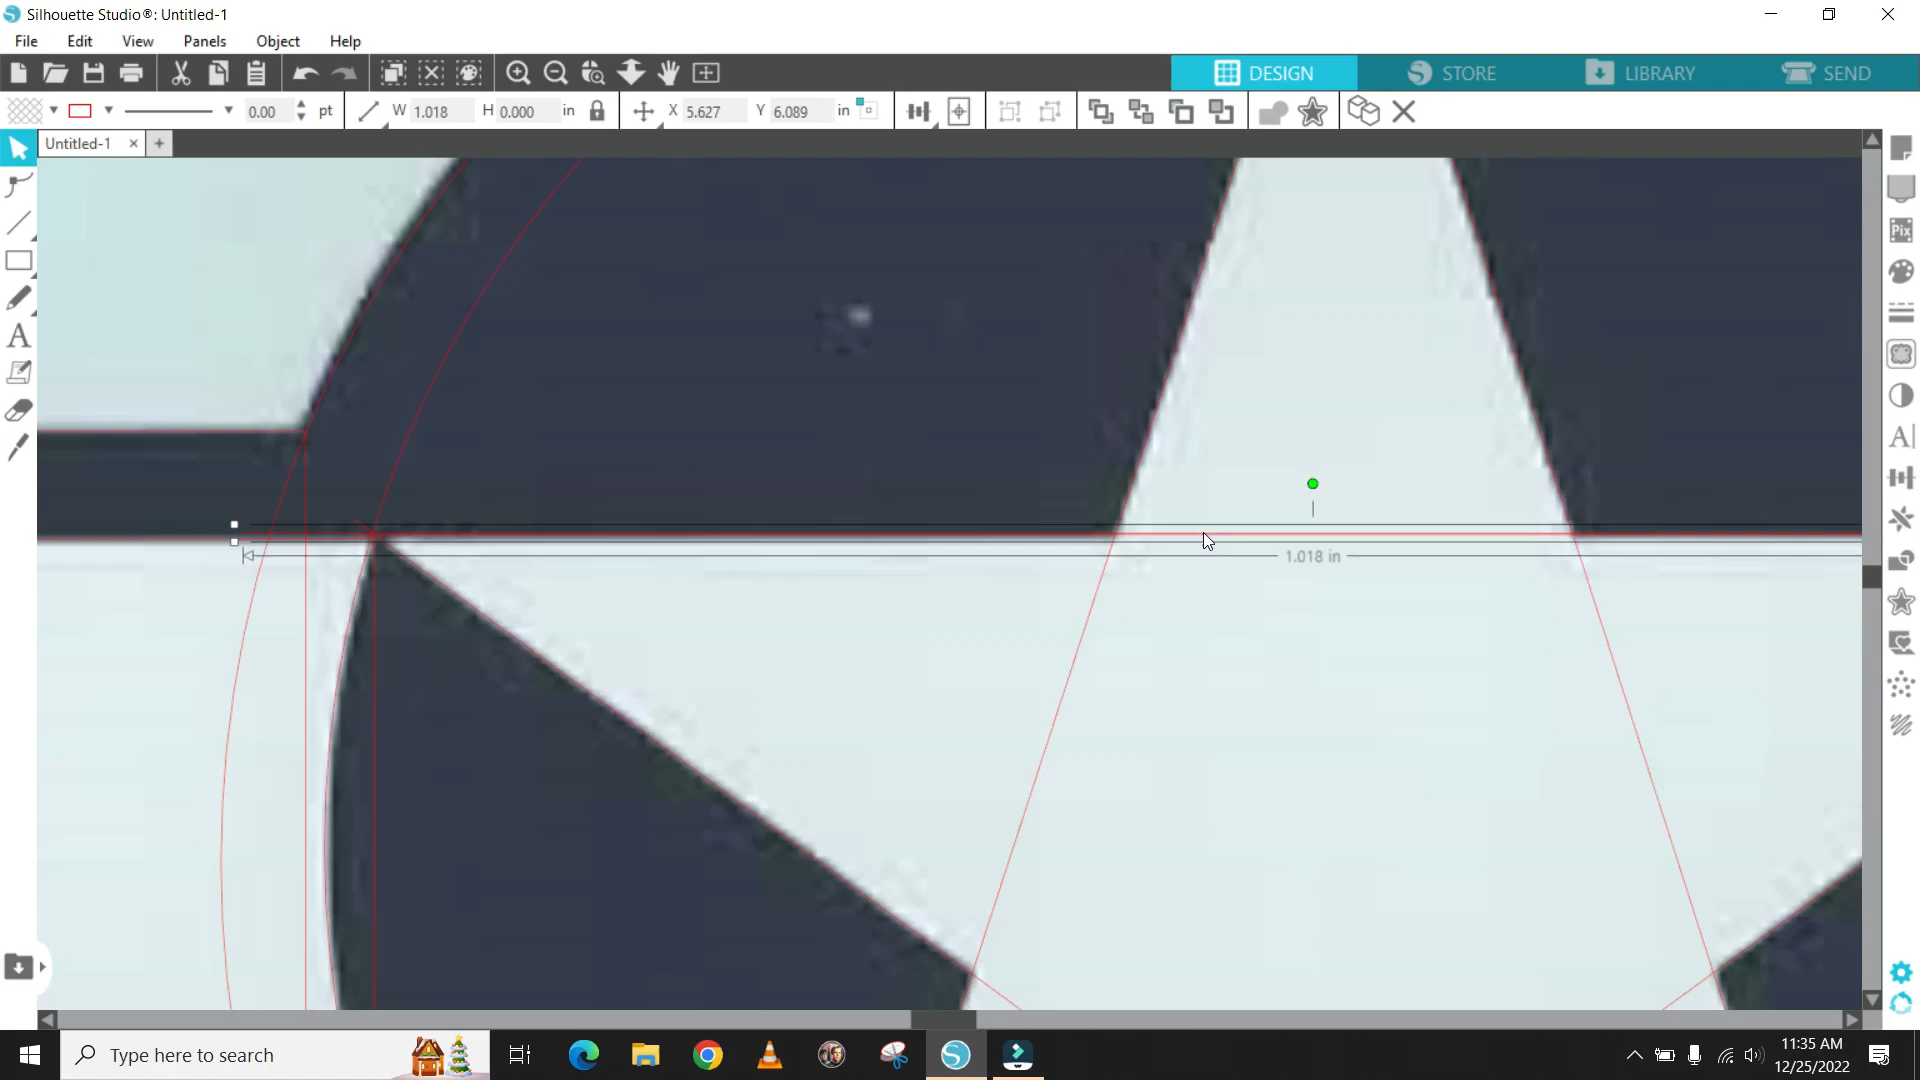 Silhouette Studio®: Untitled-1
File Edit View Panels Object Help
DESIGN STORE LIBRARY SEND
0.00 pt W 1.018 H 0.000 in X 5.627 Y 6.089 in
Untitled-1 × +
Pix
A
A
1.018 in
Type here to search
11:35 AM
12/25/2022